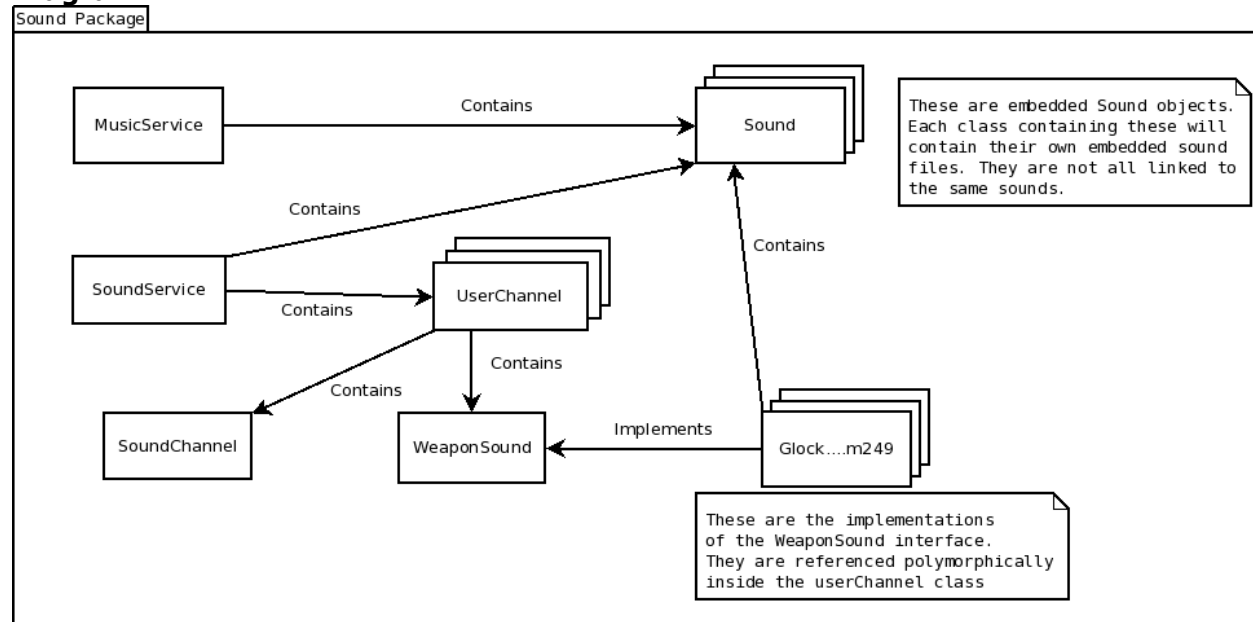 Sound Package
Contains
MusicService
Sound
These are embedded Sound objects.
Each class containing these will
contain their own embedded sound
files. They are not all linked to
the same sounds.
Contains
Contains
SoundService
UserChannel
Contains
Contains
Contains
SoundChannel
WeaponSound
Implements
Glock....m249
These are the implementations
of the WeaponSound interface.
They are referenced polymorphically
inside the userChannel class